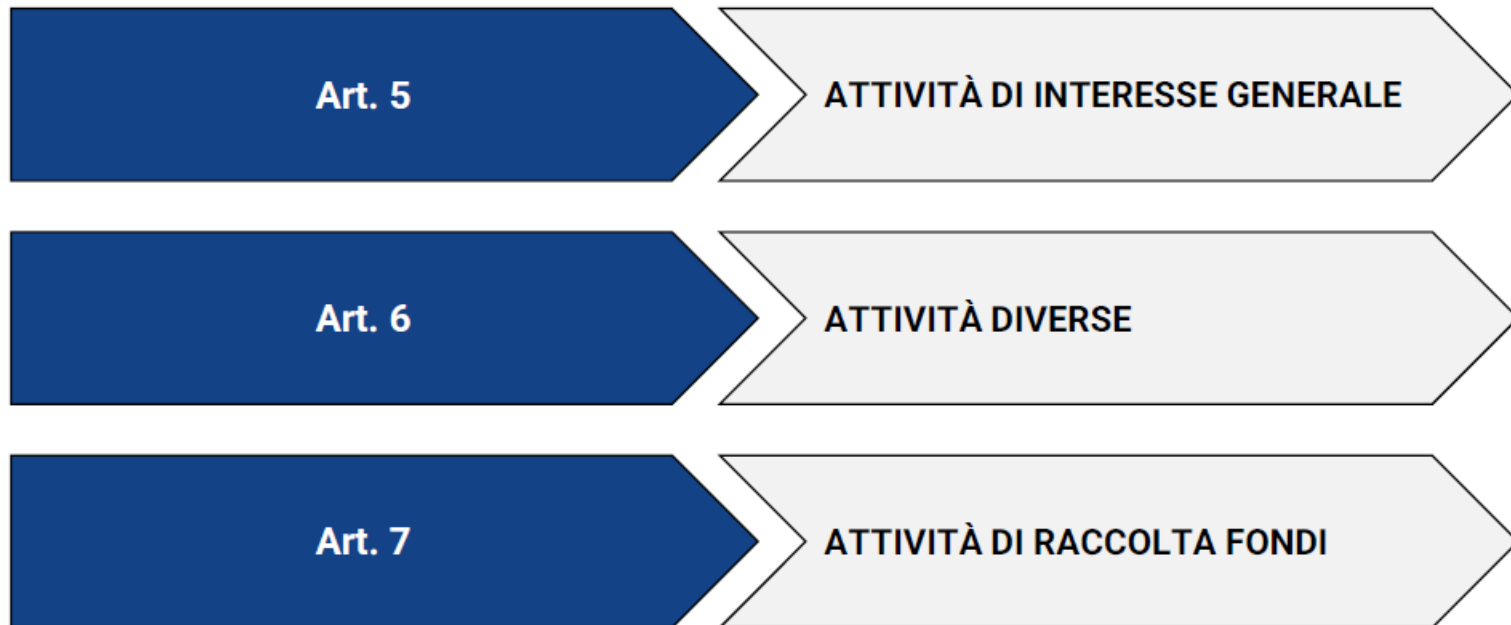 Art. 5
ATTIVITÀ DI INTERESSE GENERALE
Art. 6
ATTIVITÀ DIVERSE
Art. 7
ATTIVITÀ DI RACCOLTA FONDI